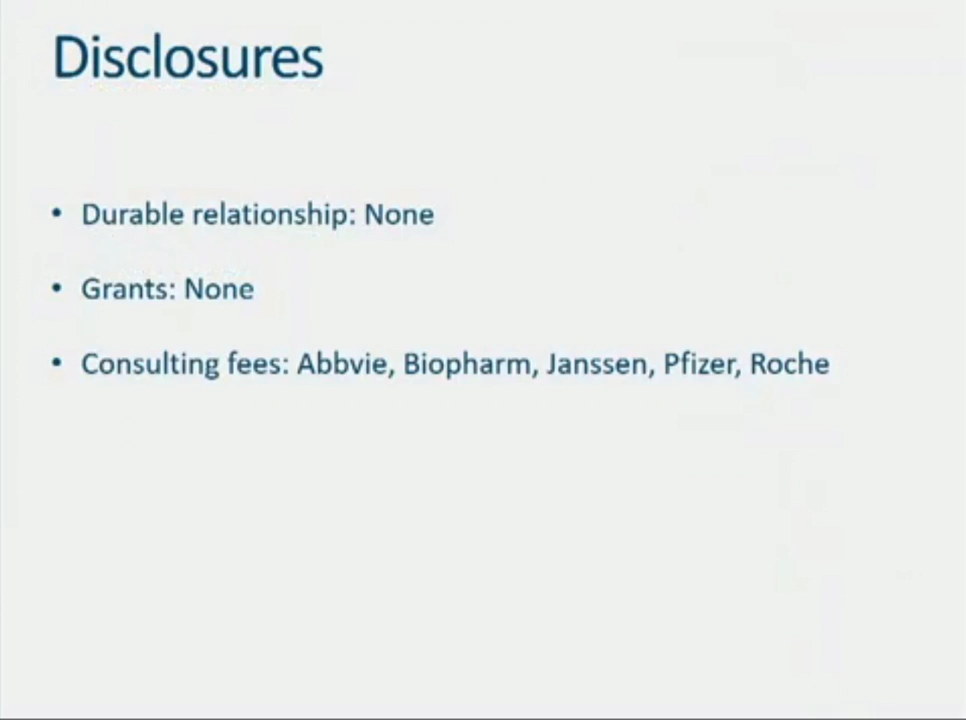 Disclosures
• Durable relationship: None
• Grants: None
• Consulting fees: Abbvie, Biopharm, Janssen, Pfizer, Roche